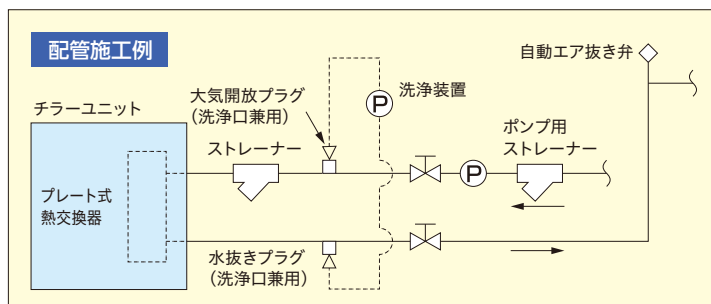 配管施工例
自動エア抜き弁
チラーユニット
大気開放プラグ
(洗浄口兼用)
P
洗浄装置
ストレーナー
ポンプ用
ストレーナー
P
プレート式
熱交換器
水抜きプラグ
(洗浄口兼用)